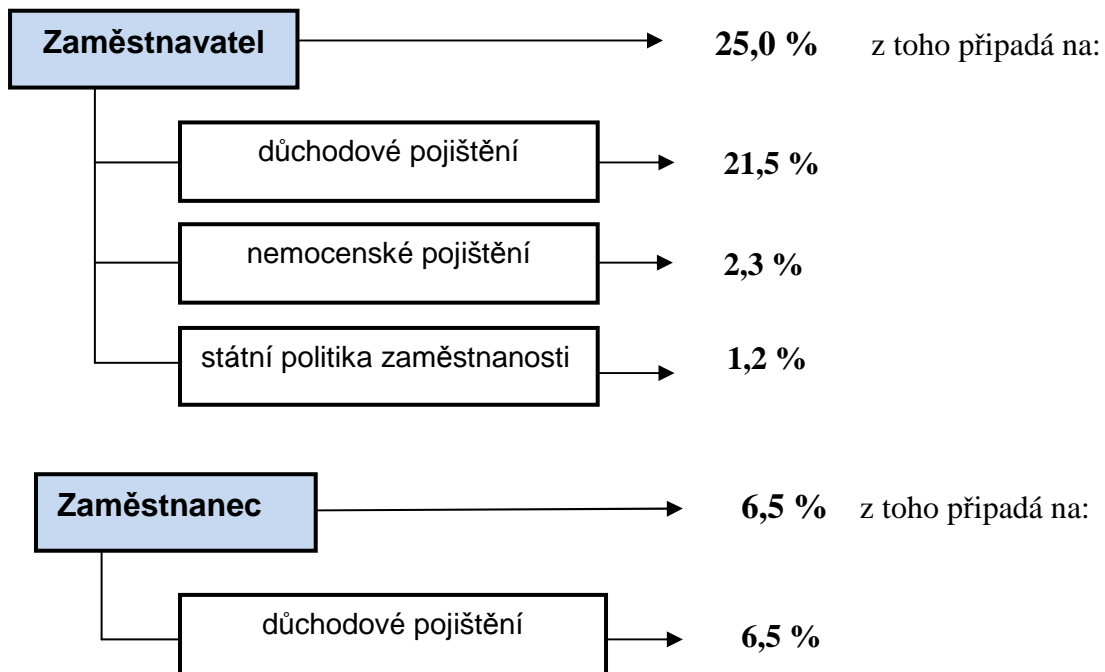 Zaměstnavatel 25,0 % z toho připadá na:
důchodové pojištění 21,5 %
nemocenské pojištění 2,3 %
státní politika zaměstnanosti 1,2 %
Zaměstnanec 6,5 % z toho připadá na:
důchodové pojištění 6,5 %